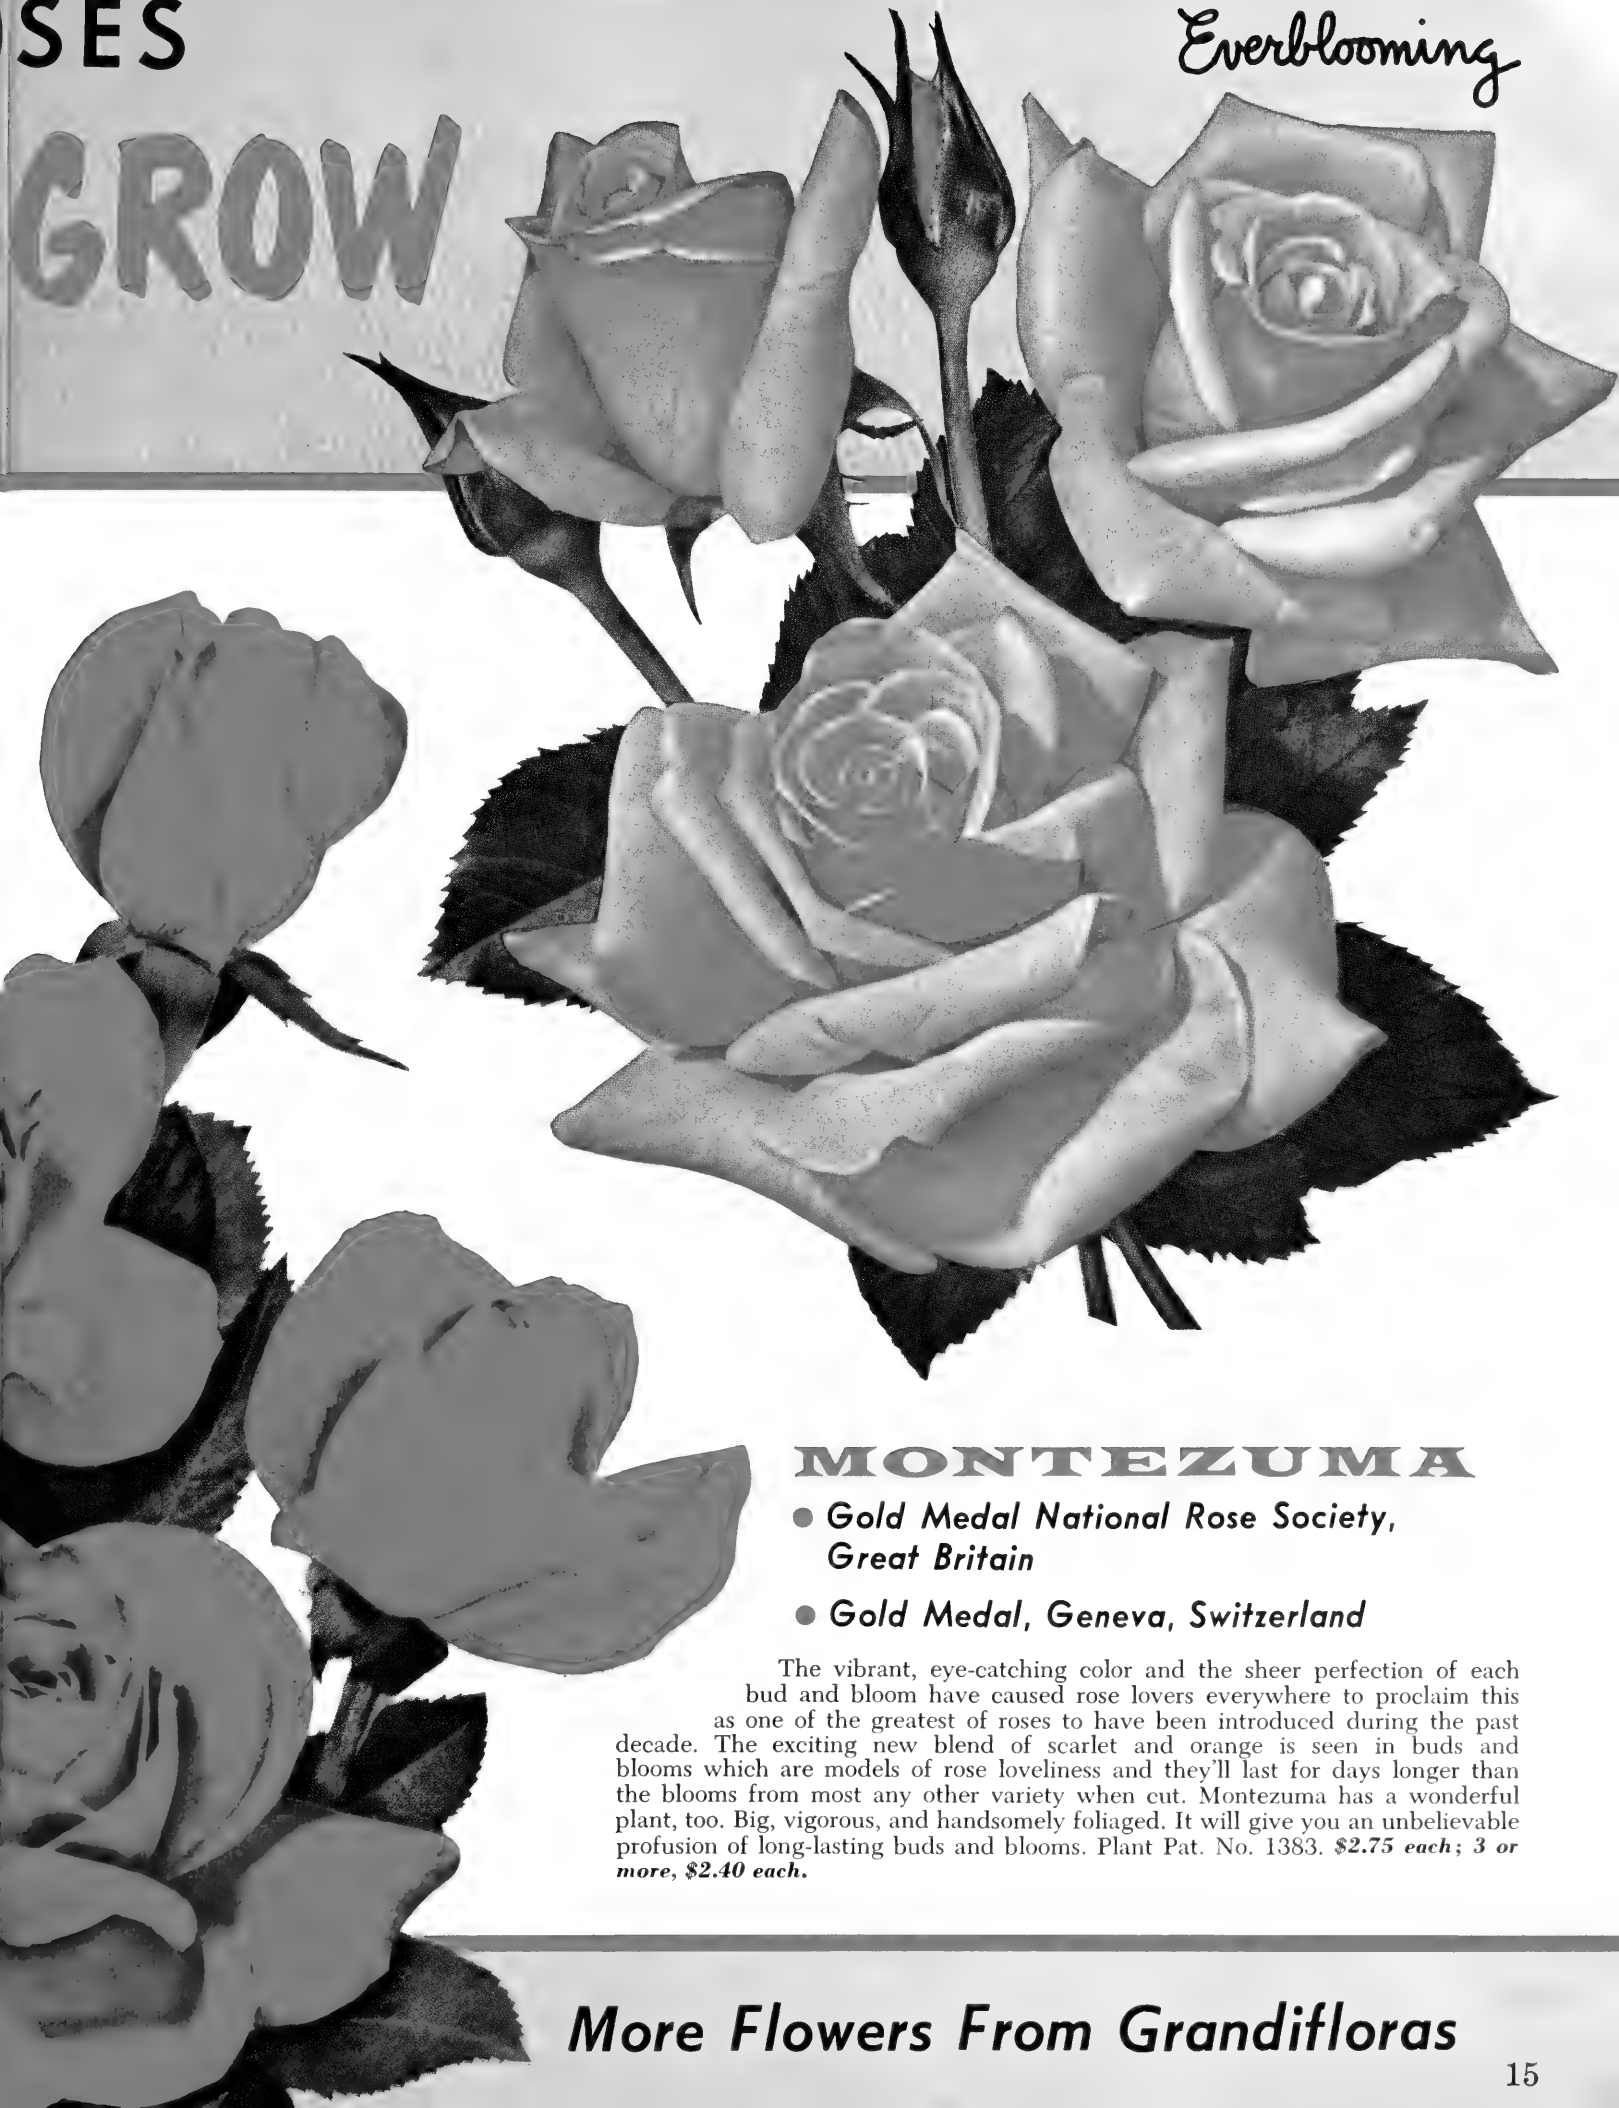 SES
Everblooming
GROW
MONTEZUMA
• Gold Medal National Rose Society,
Great Britain
• Gold Medal, Geneva, Switzerland
The vibrant, eye-catching color and the sheer perfection of each
bud and bloom have caused rose lovers everywhere to proclaim this
as one of the greatest of roses to have been introduced during the past
decade. The exciting new blend of scarlet and orange is seen in buds and
blooms which are models of rose loveliness and they'll last for days longer than
the blooms from most any other variety when cut. Montezuma has a wonderful
plant, too. Big, vigorous, and handsomely foliaged. It will give you an unbelievable
profusion of long-lasting buds and blooms. Plant Pat. No. 1383. $2.75 each; 3 or
more, $2.40 each.
More Flowers From Grandifloras
15